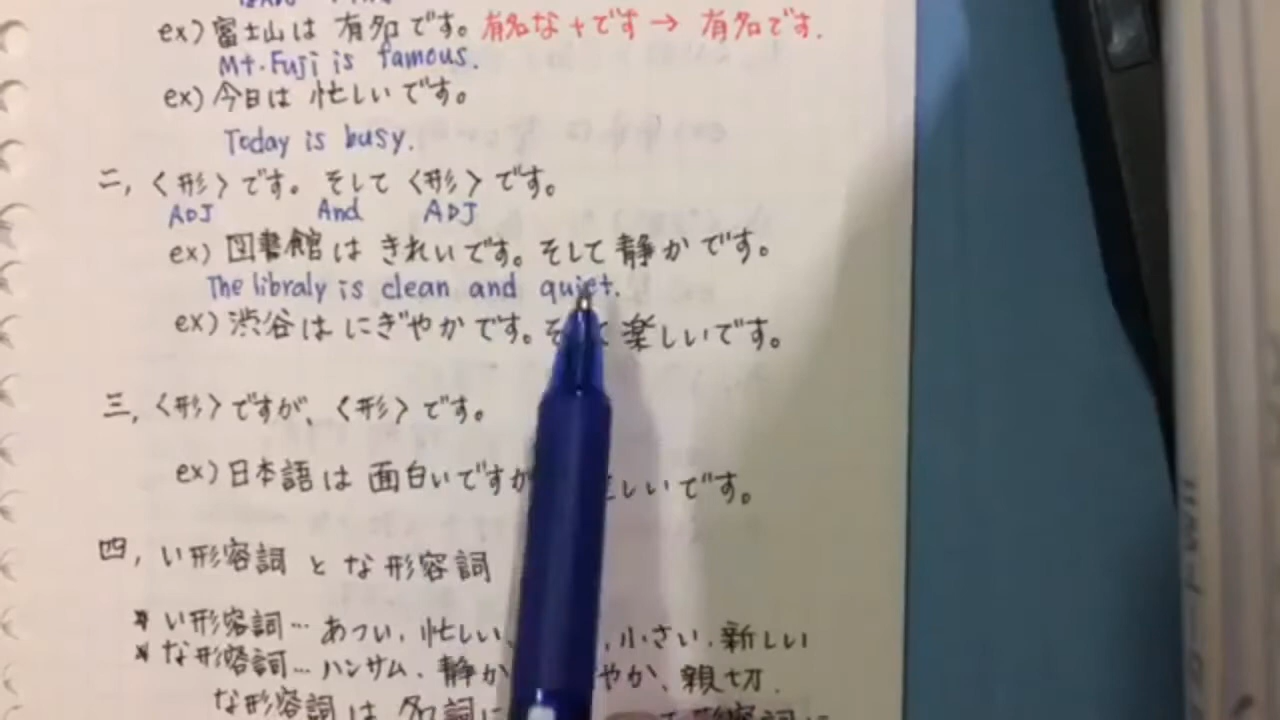 ex) 富士山は 有名です。有名な+です → 有名です.
Mt.Fuji is famous.
ex) 今日は 忙しいです。
Today is busy.
二, 〈形〉です。そして〈形〉です。
ADJ And ADJ
ex) 図書館は きれいです。そして 静かです。
The libraly is clean and quiet.
ex) 渋谷は にぎやかです。そ て 楽しいです。
三, 〈形〉ですが、〈形〉です。
ex) 日本語は 面白いですが しいです。
四, い形容詞 と な形容詞
* い形容詞… あつい, 忙しい, , 小さい, 新しい
* な形容詞… ハンサム, 静か やか, 親切.
な形容詞は 名詞に